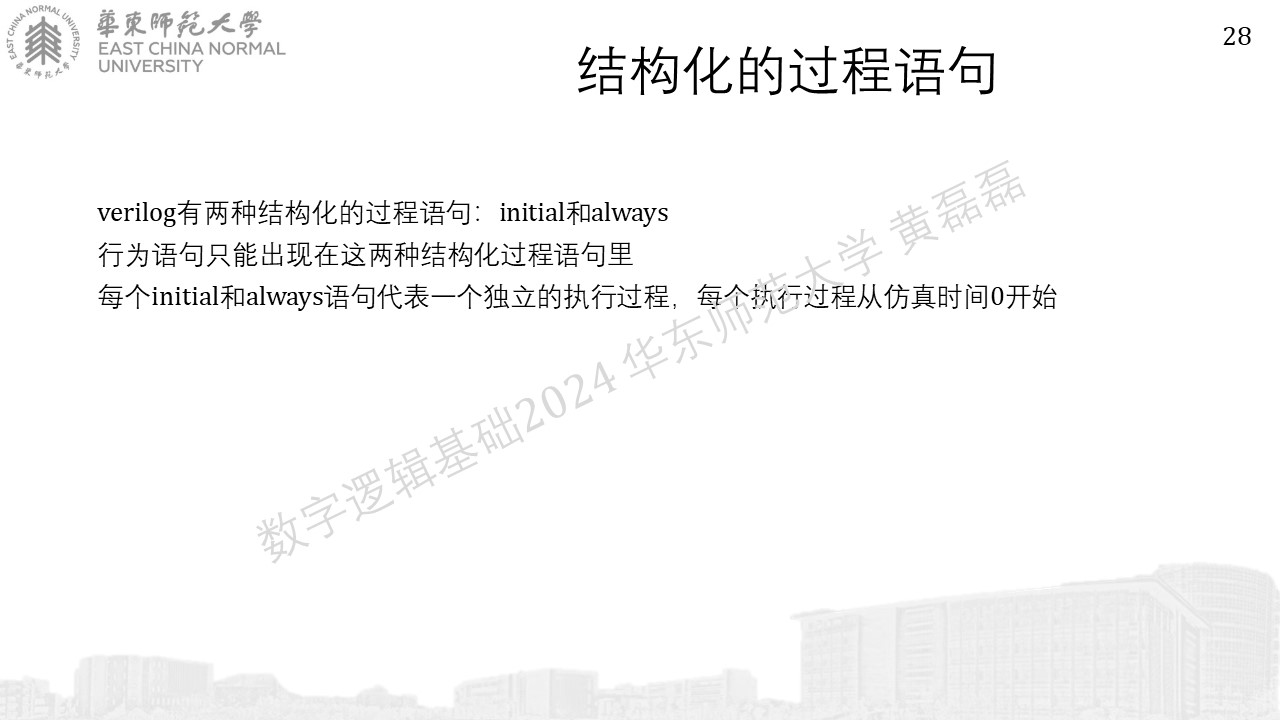 華東師範大學
EAST CHINA NORMAL
UNIVERSITY
EAST CHINA NORMAL UNIVERSITY
華東師范大學
28
结构化的过程语句
verilog有两种结构化的过程语句：initial和always
行为语句只能出现在这两种结构化过程语句里
每个initial和always语句代表一个独立的执行过程，每个执行过程从仿真时间0开始
数字逻辑基础2024 华东师范大学 黄磊磊